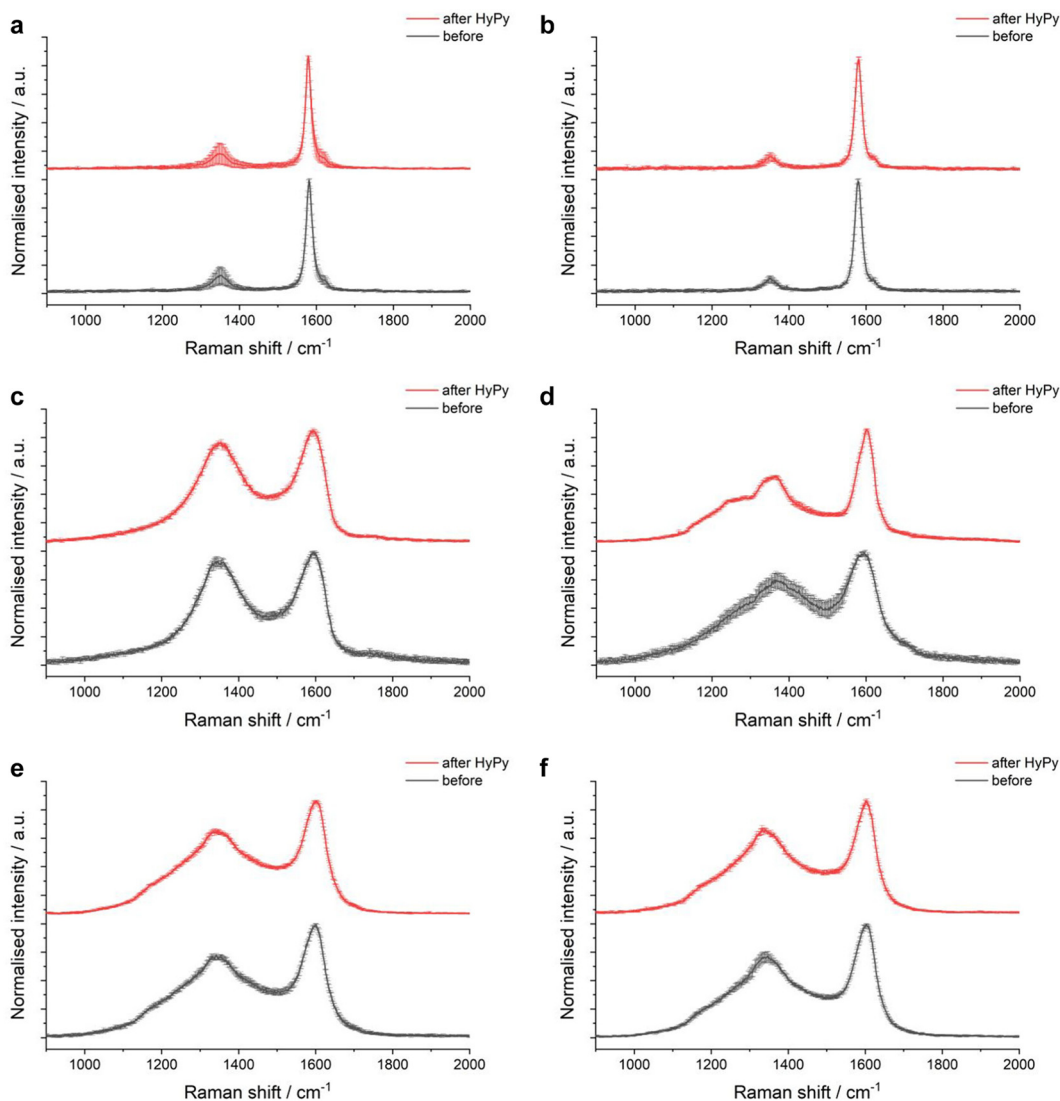 a
after HyPy
before
Normalised intensity / a.u.
1000 1200 1400 1600 1800 2000
Raman shift / cm⁻¹
b
after HyPy
before
Normalised intensity / a.u.
1000 1200 1400 1600 1800 2000
Raman shift / cm⁻¹
c
after HyPy
before
Normalised intensity / a.u.
1000 1200 1400 1600 1800 2000
Raman shift / cm⁻¹
d
after HyPy
before
Normalised intensity / a.u.
1000 1200 1400 1600 1800 2000
Raman shift / cm⁻¹
e
after HyPy
before
Normalised intensity / a.u.
1000 1200 1400 1600 1800 2000
Raman shift / cm⁻¹
f
after HyPy
before
Normalised intensity / a.u.
1000 1200 1400 1600 1800 2000
Raman shift / cm⁻¹